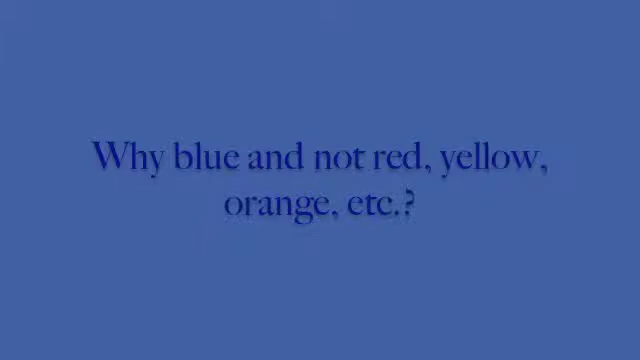 Why blue and not red, yellow,
orange, etc.?